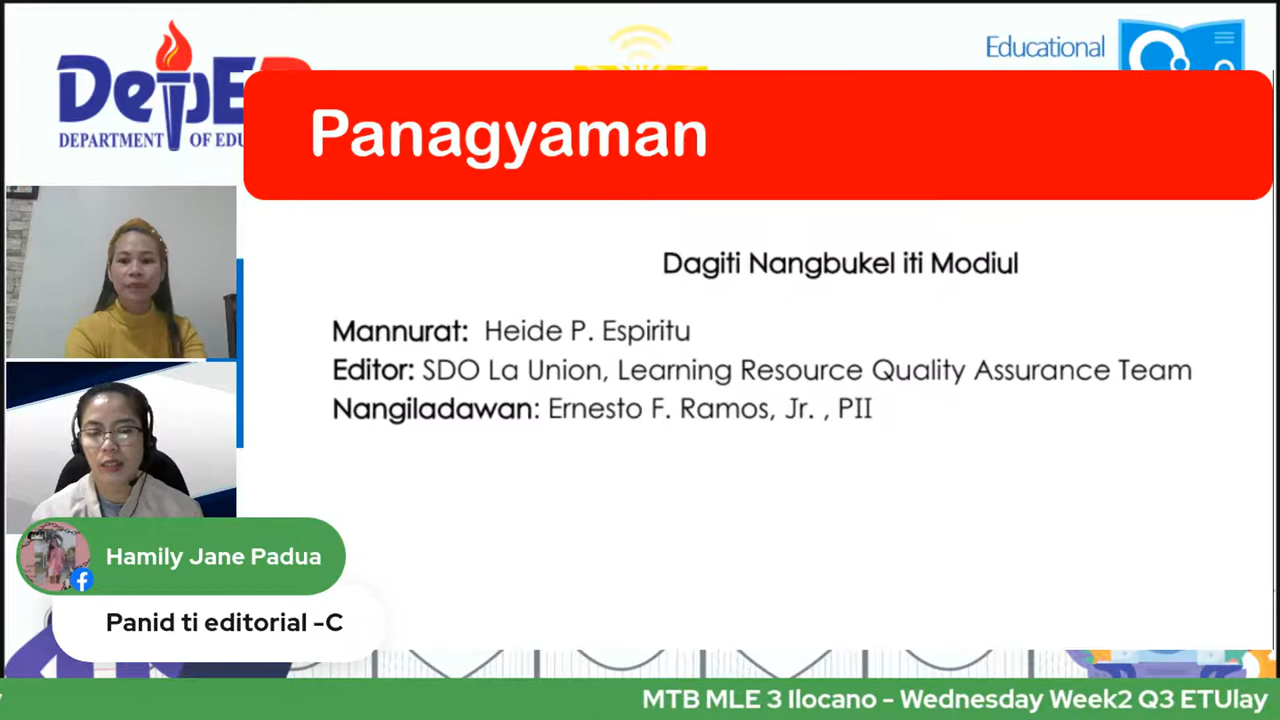 DepED
DEPARTMENT OF EDU
Educational
Panagyaman
Dagiti Nangbukel iti Modiul
Mannurat: Heide P. Espiritu
Editor: SDO La Union, Learning Resource Quality Assurance Team
Nangiladawan: Ernesto F. Ramos, Jr. , PII
Hamily Jane Padua
Panid ti editorial -C
MTB MLE 3 Ilocano - Wednesday Week2 Q3 ETUlay